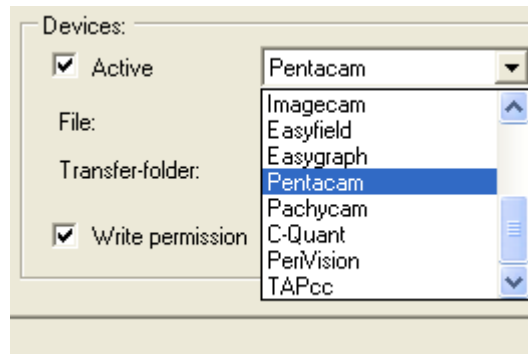 Devices:
Active Pentacam
Imagecam
File: Easyfield
Easygraph
Transfer-folder: Pentacam
Pachycam
Write permission C-Quant
PeriVision
TAPcc